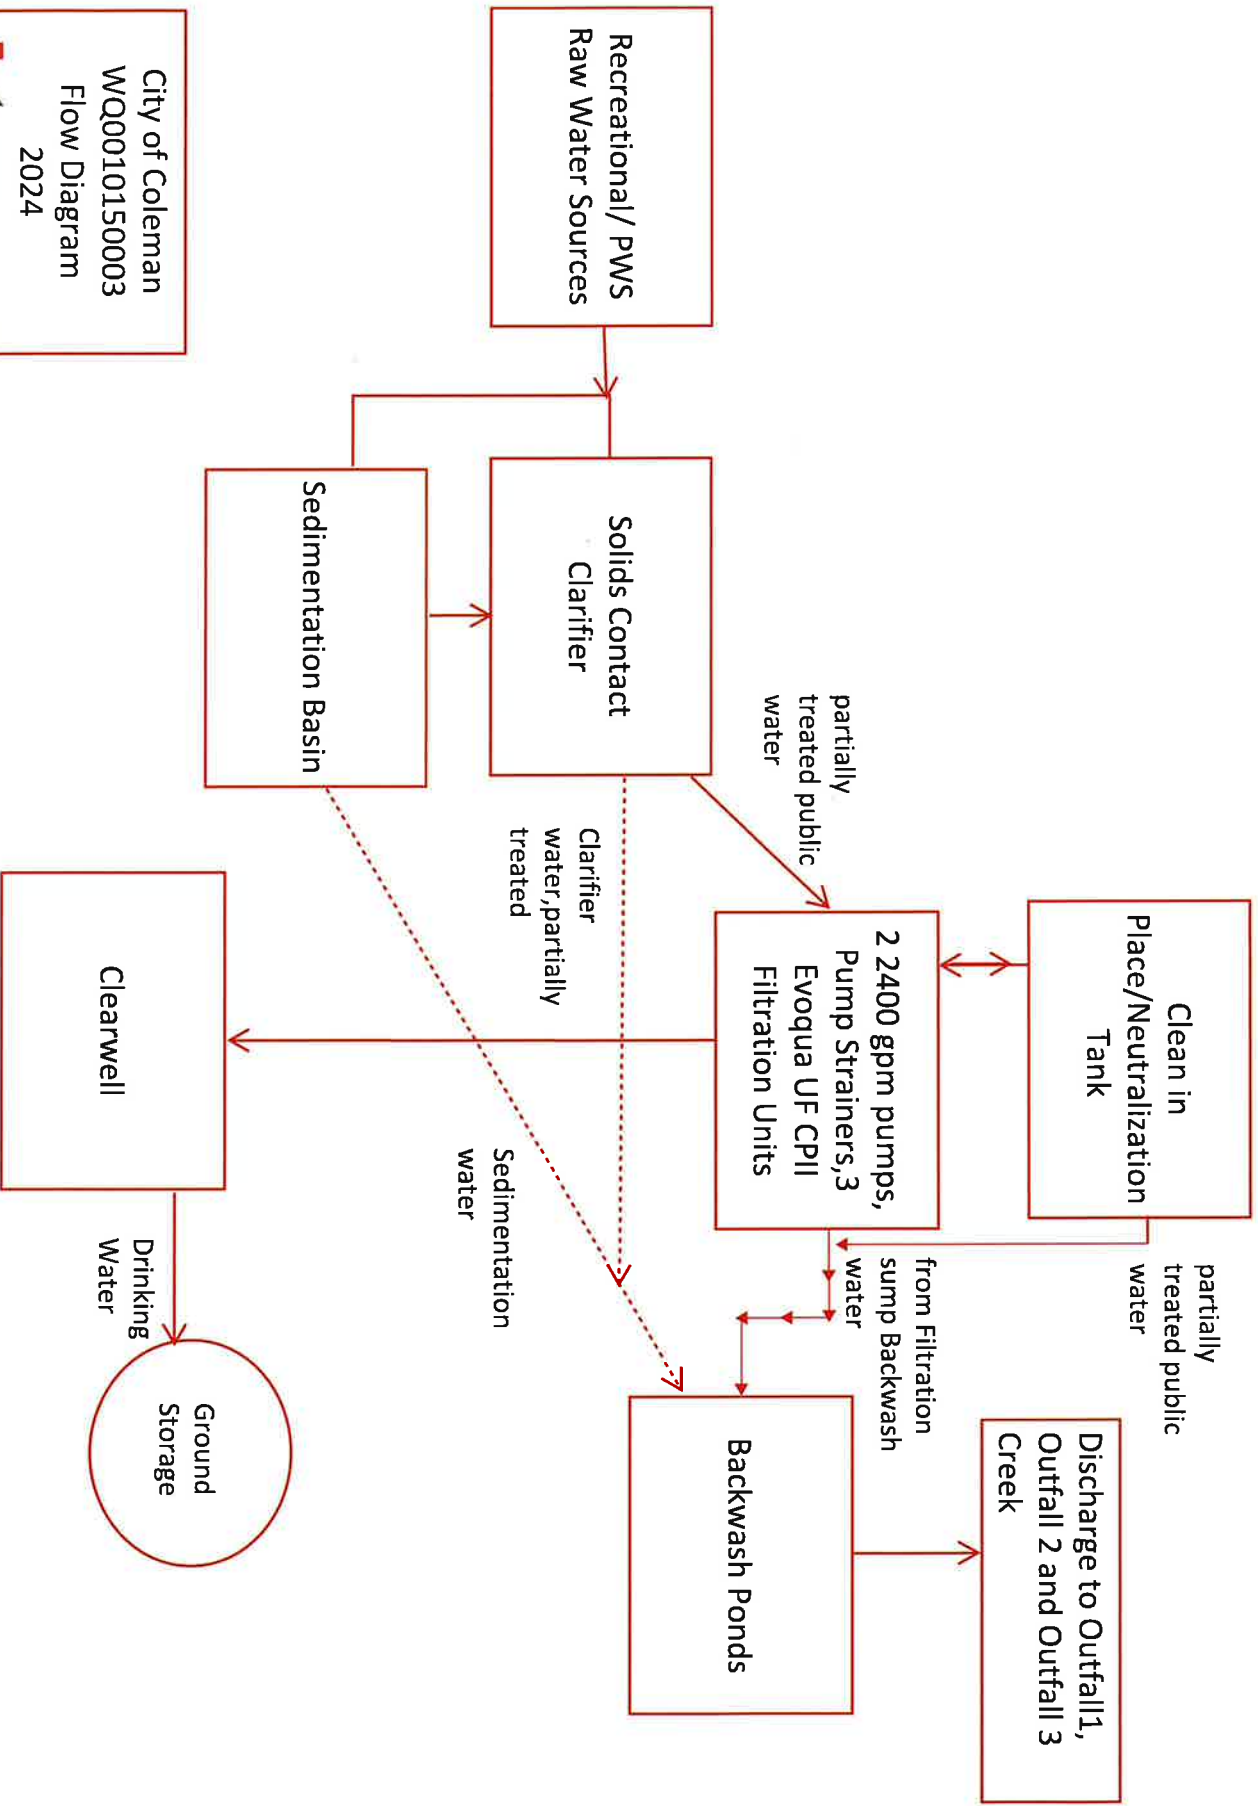 Clean in
Place/Neutralization
Tank
partially
treated public
water
Discharge to Outfall1,
Outfall 2 and Outfall 3
Creek
partially
treated public
water
2 2400 gpm pumps,
Pump Strainers,3
Evoqua UF CPII
Filtration Units
from Filtration
sump Backwash
water
Recreational/ PWS
Raw Water Sources
Solids Contact
Clarifier
Clarifier
water,partially
treated
Backwash Ponds
Sedimentation Basin
Sedimentation
water
City of Coleman
WQ0010150003
Flow Diagram
2024
Clearwell
Drinking
Water
Ground
Storage